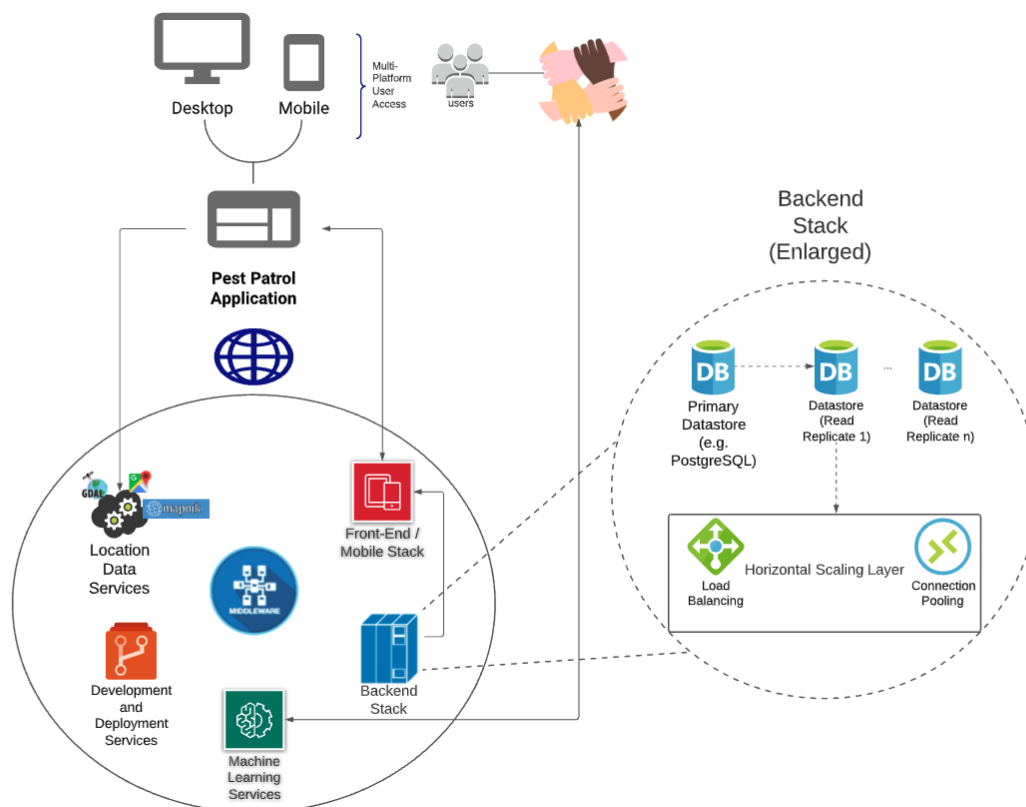 Desktop
Mobile
Multi-
Platform
User
Access
users
Pest Patrol
Application
Backend
Stack
(Enlarged)
DB
DB
...
DB
Primary
Datastore
(e.g.
PostgreSQL)
Datastore
(Read
Replicate 1)
Datastore
(Read
Replicate n)
GDAL
G
mapnik
Location
Data
Services
Front-End /
Mobile Stack
MIDDLEWARE
Load
Balancing
Horizontal Scaling Layer
Connection
Pooling
Development
and
Deployment
Services
Backend
Stack
Machine
Learning
Services